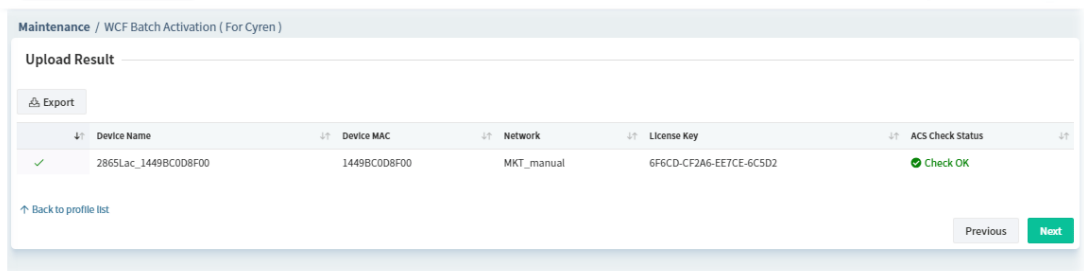 Maintenance / WCF Batch Activation ( For Cyren )
Upload Result
Export
Device Name Device MAC Network License Key ACS Check Status
2865Lac_1449BC0D8F00 1449BC0D8F00 MKT_manual 6F6CD-CF2A6-EE7CE-6C5D2 Check OK
Back to profile list
Previous Next